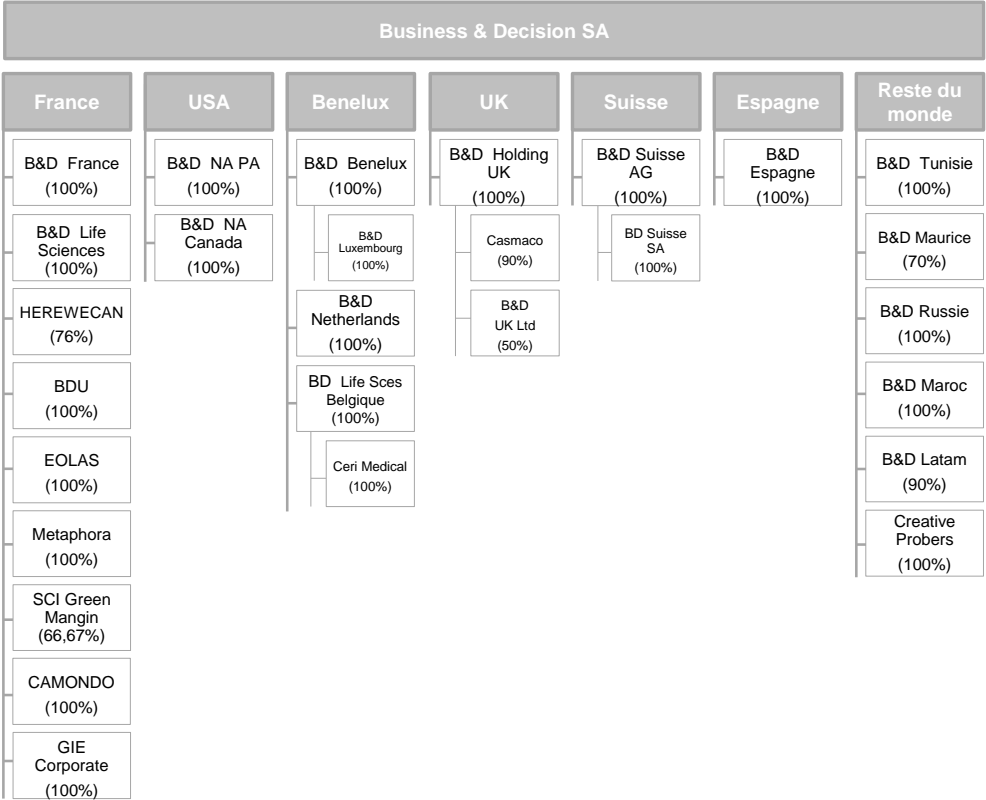 Business & Decision SA
France
B&D France
(100%)
B&D Life
Sciences
(100%)
HEREWECAN
(76%)
BDU
(100%)
EOLAS
(100%)
Metaphora
(100%)
SCI Green
Mangin
(66,67%)
CAMONDO
(100%)
GIE
Corporate
(100%)
USA
B&D NA PA
(100%)
B&D NA
Canada
(100%)
Benelux
B&D Benelux
(100%)
B&D
Luxembourg
(100%)
B&D
Netherlands
(100%)
BD Life Sces
Belgique
(100%)
Ceri Medical
(100%)
UK
B&D Holding
UK
(100%)
Casmaco
(90%)
B&D
UK Ltd
(50%)
Suisse
B&D Suisse
AG
(100%)
BD Suisse
SA
(100%)
Espagne
B&D
Espagne
(100%)
Reste du
monde
B&D Tunisie
(100%)
B&D Maurice
(70%)
B&D Russie
(100%)
B&D Maroc
(100%)
B&D Latam
(90%)
Creative
Probers
(100%)